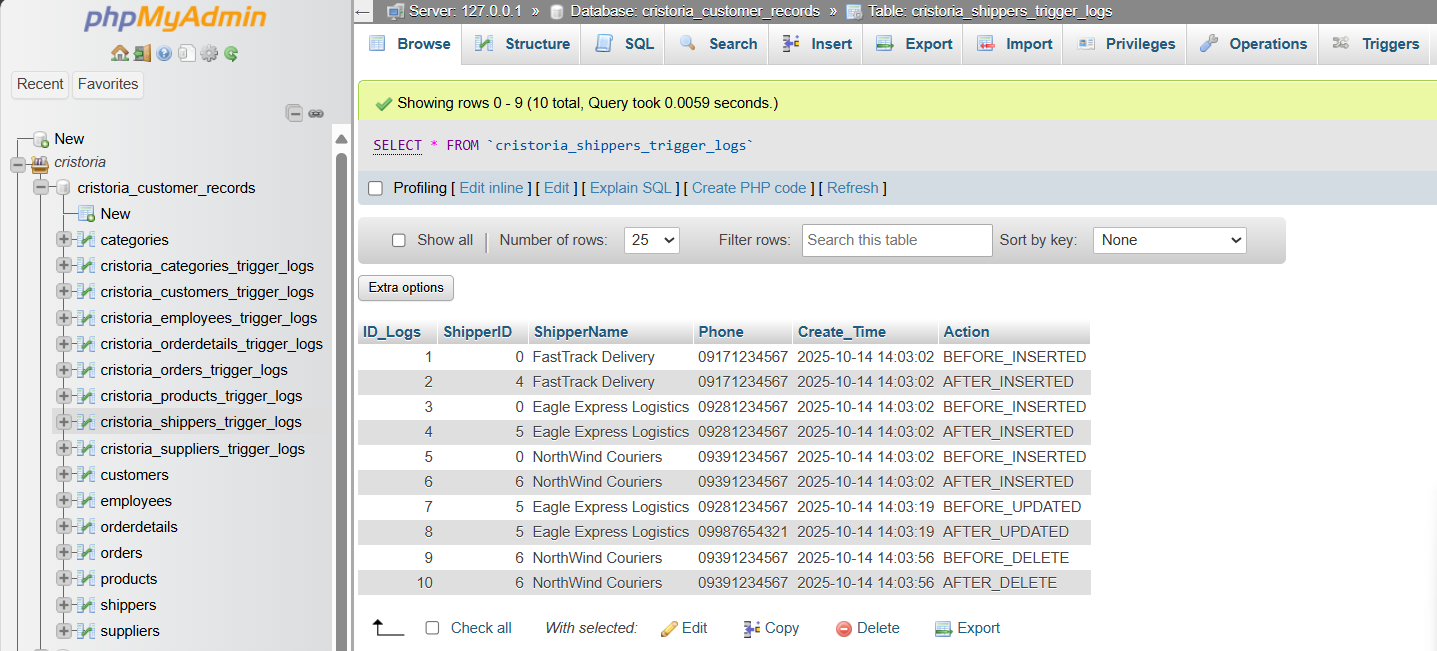 phpMyAdmin
Recent Favorites
New
cristoria
cristoria_customer_records
New
categories
cristoria_categories_trigger_logs
cristoria_customers_trigger_logs
cristoria_employees_trigger_logs
cristoria_orderdetails_trigger_logs
cristoria_orders_trigger_logs
cristoria_products_trigger_logs
cristoria_shippers_trigger_logs
cristoria_suppliers_trigger_logs
customers
employees
orderdetails
orders
products
shippers
suppliers
Server: 127.0.0.1 » Database: cristoria_customer_records » Table: cristoria_shippers_trigger_logs
Browse Structure SQL Search Insert Export Import Privileges Operations Triggers
Showing rows 0 - 9 (10 total, Query took 0.0059 seconds.)
SELECT * FROM `cristoria_shippers_trigger_logs`
Profiling [ Edit inline ] [ Edit ] [ Explain SQL ] [ Create PHP code ] [ Refresh ]
Show all | Number of rows: 25 Filter rows: Search this table Sort by key: None
Extra options
ID_Logs ShipperID ShipperName Phone Create_Time Action
1 0 FastTrack Delivery 09171234567 2025-10-14 14:03:02 BEFORE_INSERTED
2 4 FastTrack Delivery 09171234567 2025-10-14 14:03:02 AFTER_INSERTED
3 0 Eagle Express Logistics 09281234567 2025-10-14 14:03:02 BEFORE_INSERTED
4 5 Eagle Express Logistics 09281234567 2025-10-14 14:03:02 AFTER_INSERTED
5 0 NorthWind Couriers 09391234567 2025-10-14 14:03:02 BEFORE_INSERTED
6 6 NorthWind Couriers 09391234567 2025-10-14 14:03:02 AFTER_INSERTED
7 5 Eagle Express Logistics 09281234567 2025-10-14 14:03:19 BEFORE_UPDATED
8 5 Eagle Express Logistics 09987654321 2025-10-14 14:03:19 AFTER_UPDATED
9 6 NorthWind Couriers 09391234567 2025-10-14 14:03:56 BEFORE_DELETE
10 6 NorthWind Couriers 09391234567 2025-10-14 14:03:56 AFTER_DELETE
Check all With selected: Edit Copy Delete Export